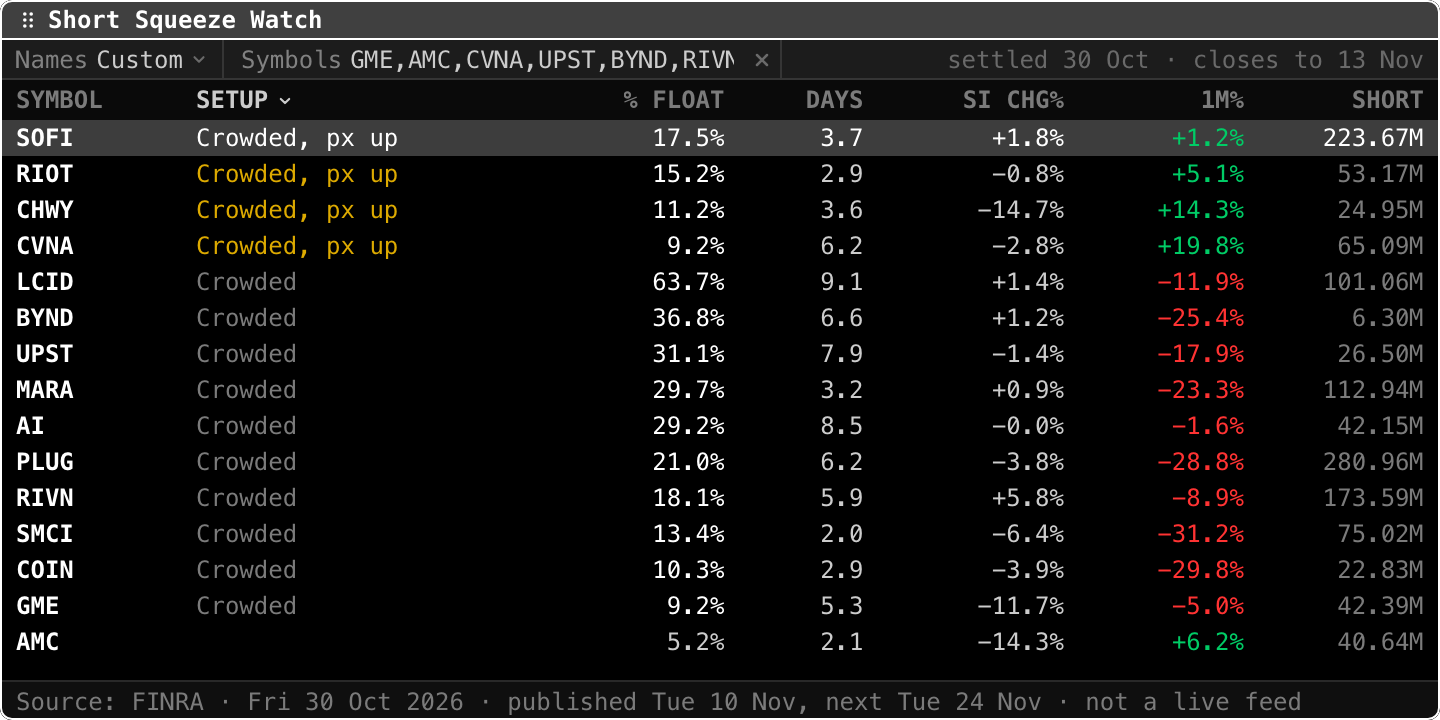 Short Squeeze Watch
Names Custom Symbols GME,AMC,CVNA,UPST,BYND,RIVN × settled 30 Oct · closes to 13 Nov
SYMBOL SETUP % FLOAT DAYS SI CHG% 1M% SHORT
SOFI Crowded, px up 17.5% 3.7 +1.8% +1.2% 223.67M
RIOT Crowded, px up 15.2% 2.9 −0.8% +5.1% 53.17M
CHWY Crowded, px up 11.2% 3.6 −14.7% +14.3% 24.95M
CVNA Crowded, px up 9.2% 6.2 −2.8% +19.8% 65.09M
LCID Crowded 63.7% 9.1 +1.4% −11.9% 101.06M
BYND Crowded 36.8% 6.6 +1.2% −25.4% 6.30M
UPST Crowded 31.1% 7.9 −1.4% −17.9% 26.50M
MARA Crowded 29.7% 3.2 +0.9% −23.3% 112.94M
AI Crowded 29.2% 8.5 −0.0% −1.6% 42.15M
PLUG Crowded 21.0% 6.2 −3.8% −28.8% 280.96M
RIVN Crowded 18.1% 5.9 +5.8% −8.9% 173.59M
SMCI Crowded 13.4% 2.0 −6.4% −31.2% 75.02M
COIN Crowded 10.3% 2.9 −3.9% −29.8% 22.83M
GME Crowded 9.2% 5.3 −11.7% −5.0% 42.39M
AMC 5.2% 2.1 −14.3% +6.2% 40.64M
Source: FINRA · Fri 30 Oct 2026 · published Tue 10 Nov, next Tue 24 Nov · not a live feed